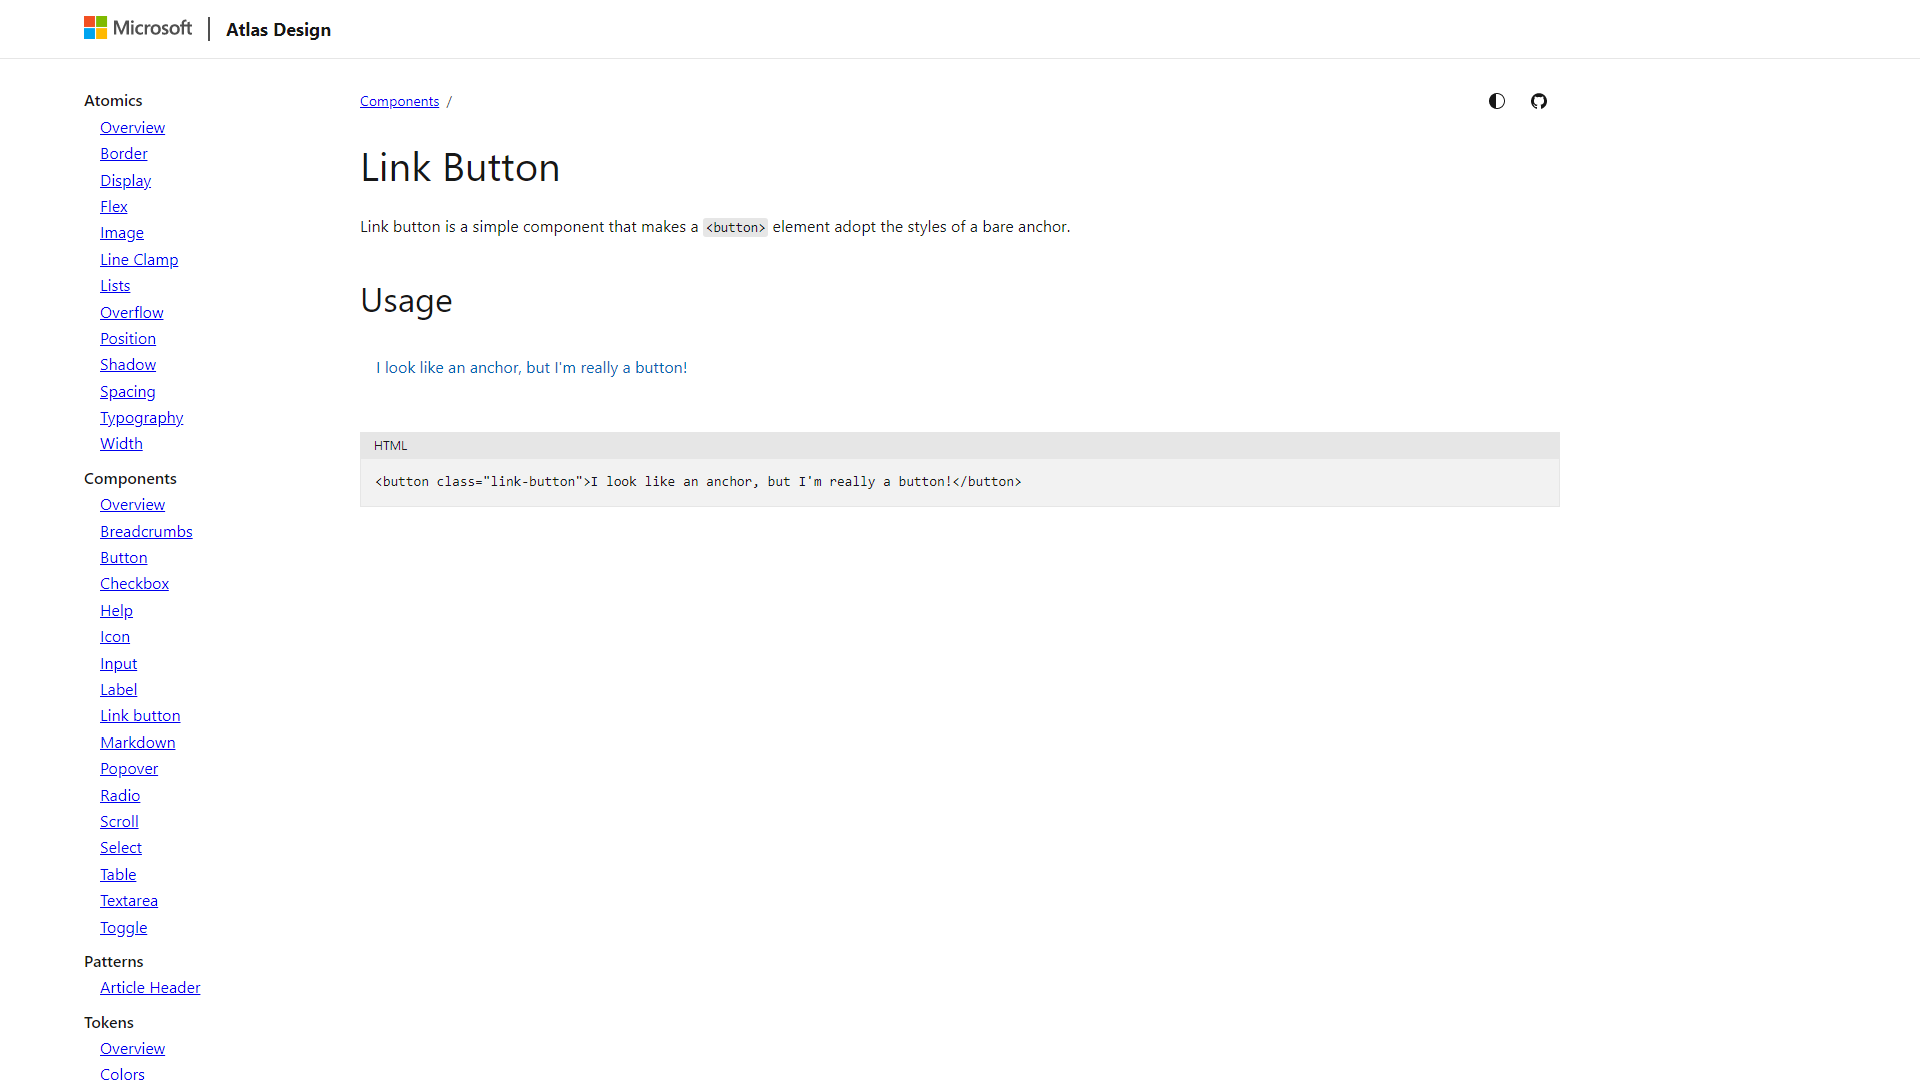 Microsoft
Atlas Design
Atomics
Overview
Border
Display
Flex
Image
Line Clamp
Lists
Overflow
Position
Shadow
Spacing
Typography
Width
Components
Overview
Breadcrumbs
Button
Checkbox
Help
Icon
Input
Label
Link button
Markdown
Popover
Radio
Scroll
Select
Table
Textarea
Toggle
Patterns
Article Header
Tokens
Overview
Colors
Components /
Link Button
Link button is a simple component that makes a <button> element adopt the styles of a bare anchor.
Usage
I look like an anchor, but I'm really a button!
HTML
<button class="link-button">I look like an anchor, but I'm really a button!</button>